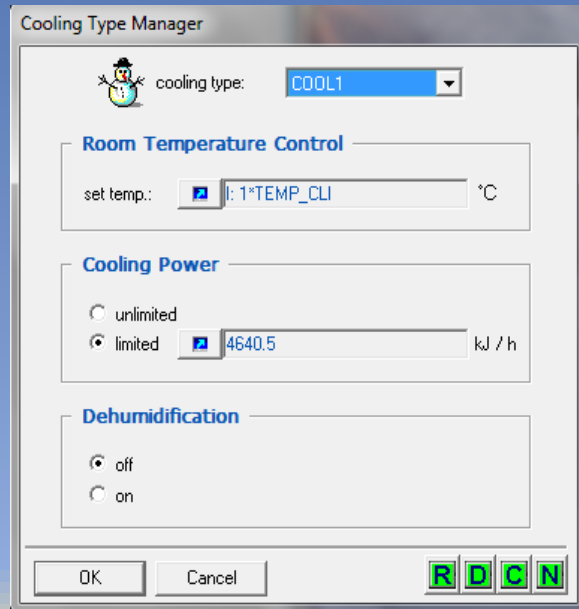 Cooling Type Manager
cooling type: COOL1
Room Temperature Control
set temp.: I: 1*TEMP_CLI °C
Cooling Power
unlimited
limited 4640.5 kJ / h
Dehumidification
off
on
OK Cancel R D C N